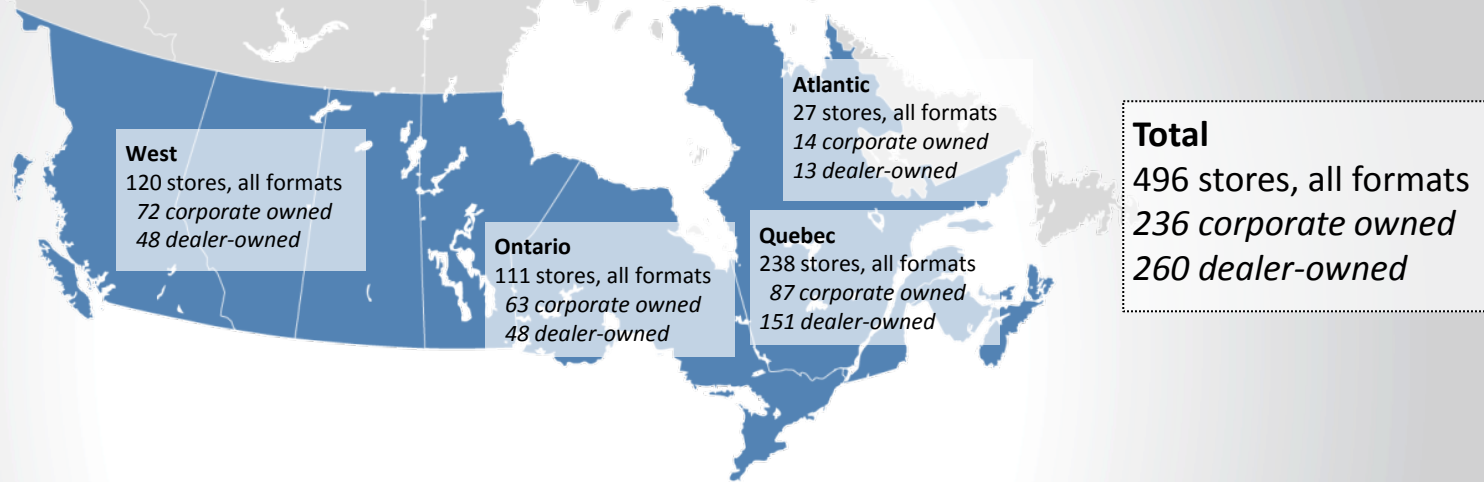 West
120 stores, all formats
72 corporate owned
48 dealer-owned
Ontario
111 stores, all formats
63 corporate owned
48 dealer-owned
Atlantic
27 stores, all formats
14 corporate owned
13 dealer-owned
Quebec
238 stores, all formats
87 corporate owned
151 dealer-owned
Total
496 stores, all formats
236 corporate owned
260 dealer-owned